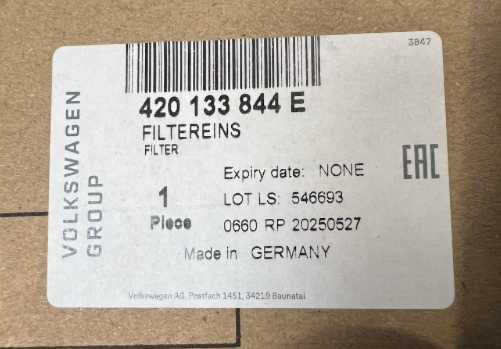 3847
420 133 844 E
FILTEREINS
FILTER
VOLKSWAGEN
GROUP
Expiry date: NONE
EAC
1
LOT LS: 546693
Piece
0660 RP 20250527
Made in GERMANY
Volkswagen AG, Postfach 1451, 34219 Baunatal